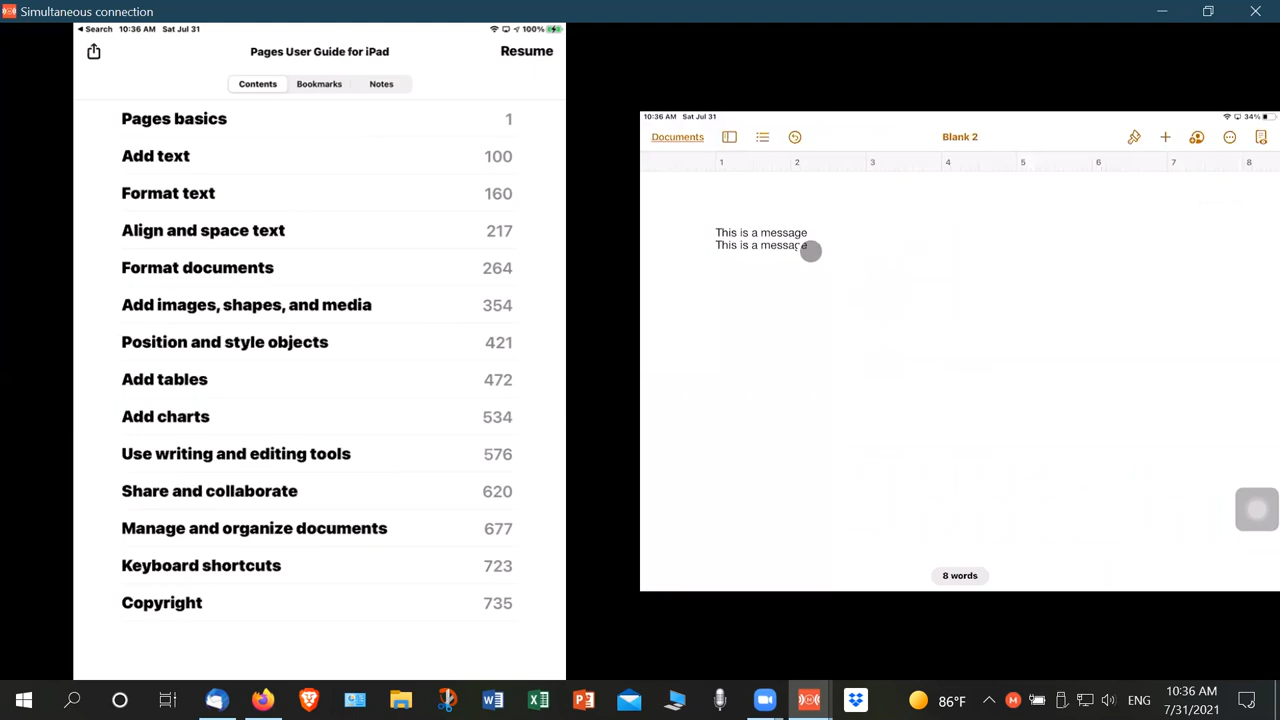 Simultaneous connection
Search 10:36 AM Sat Jul 31 100%
Pages User Guide for iPad
Resume
Contents Bookmarks Notes
Pages basics 1
Add text 100
Format text 160
Align and space text 217
Format documents 264
Add images, shapes, and media 354
Position and style objects 421
Add tables 472
Add charts 534
Use writing and editing tools 576
Share and collaborate 620
Manage and organize documents 677
Keyboard shortcuts 723
Copyright 735
10:36 AM Sat Jul 31 34%
Documents Blank 2
1 2 3 4 5 6 7 8
This is a message
This is a message
8 words
86°F ENG 10:36 AM
7/31/2021